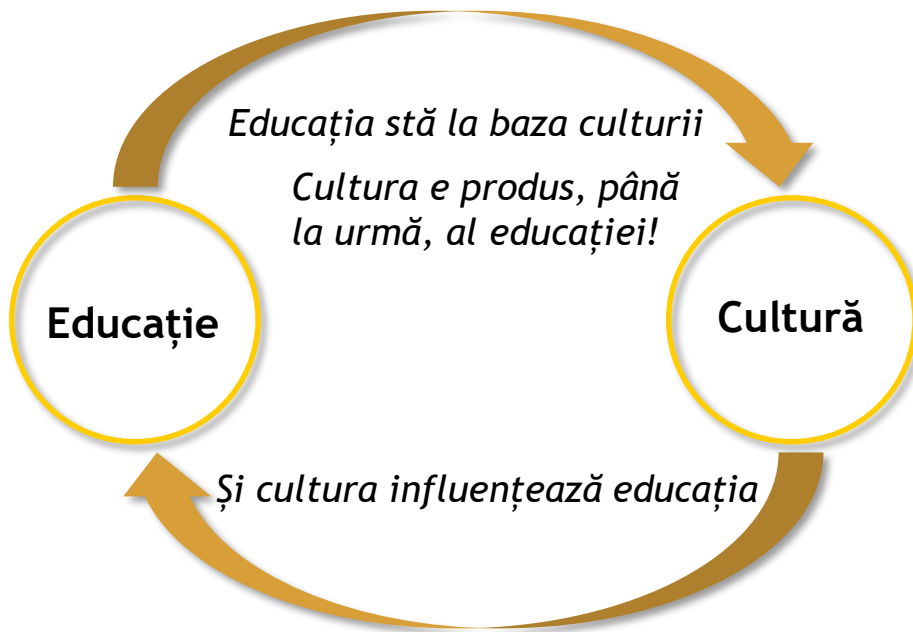 Educația stă la baza culturii
Cultura e produs, până
la urmă, al educației!
Educație
Cultură
Și cultura influențează educația